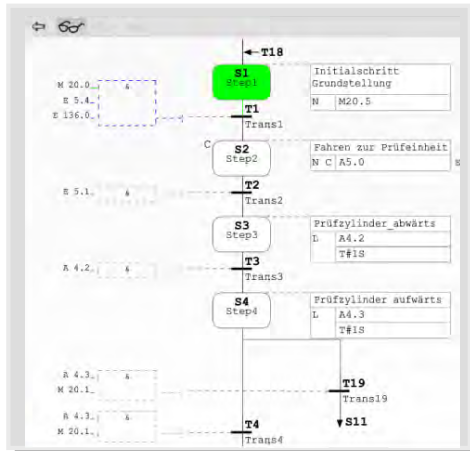 T18
S1
Step1
Initialschritt
Grundstellung
N M20.5
M 20.0
&
E 5.4
E 136.0
T1
Trans1
C
S2
Step2
Fahren zur Prüfeinheit
N C A5.0
E
E 5.1
&
T2
Trans2
S3
Step3
Prüfzylinder_abwärts
L A4.2
T#1S
A 4.2
&
T3
Trans3
S4
Step4
Prüfzylinder aufwärts
L A4.3
T#1S
A 4.3
&
M 20.1
T19
Trans19
A 4.3
&
M 20.1
T4
Trans4
S11